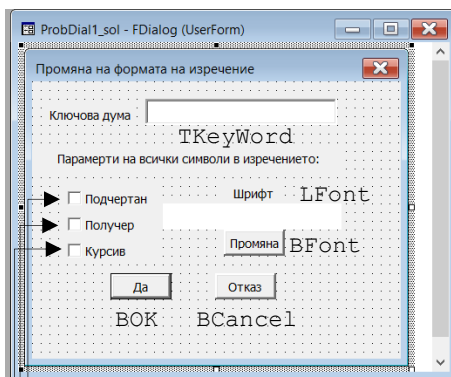 ProbDial1_sol - FDialog (UserForm)
Промяна на формата на изречение
Ключова дума
TKeyWord
Парамерти на всички символи в изречението:
Подчертан
Шрифт LFont
Получер
Промяна BFont
Курсив
Да Отказ
BOK BCancel